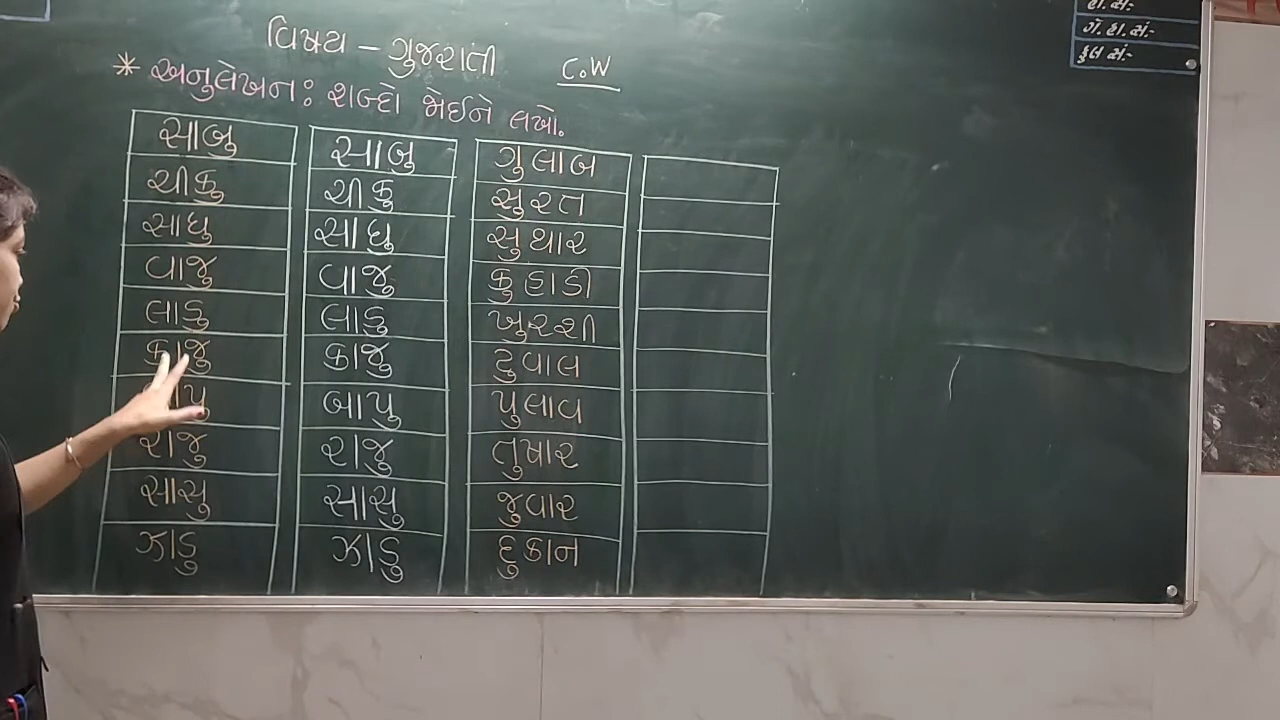 વિષય – ગુજરાતી
C.W
* અનુલેખન : શબ્દો જોઈને લખો.
સાબુ સાબુ ગુલાબ
ચીકુ ચીકુ સુરત
સાધુ સાધુ સુથાર
વાજુ વાજુ કુહાડી
લાડુ લાડુ ખુરશી
કાજુ કાજુ ટુવાલ
બાપુ પુલાવ
રાજુ રાજુ તુષાર
સાસુ સાસુ જુવાર
ઝાડુ ઝાડુ દુકાન
હા. સં.-
ગે. હા. સં.-
કુલ સં.-